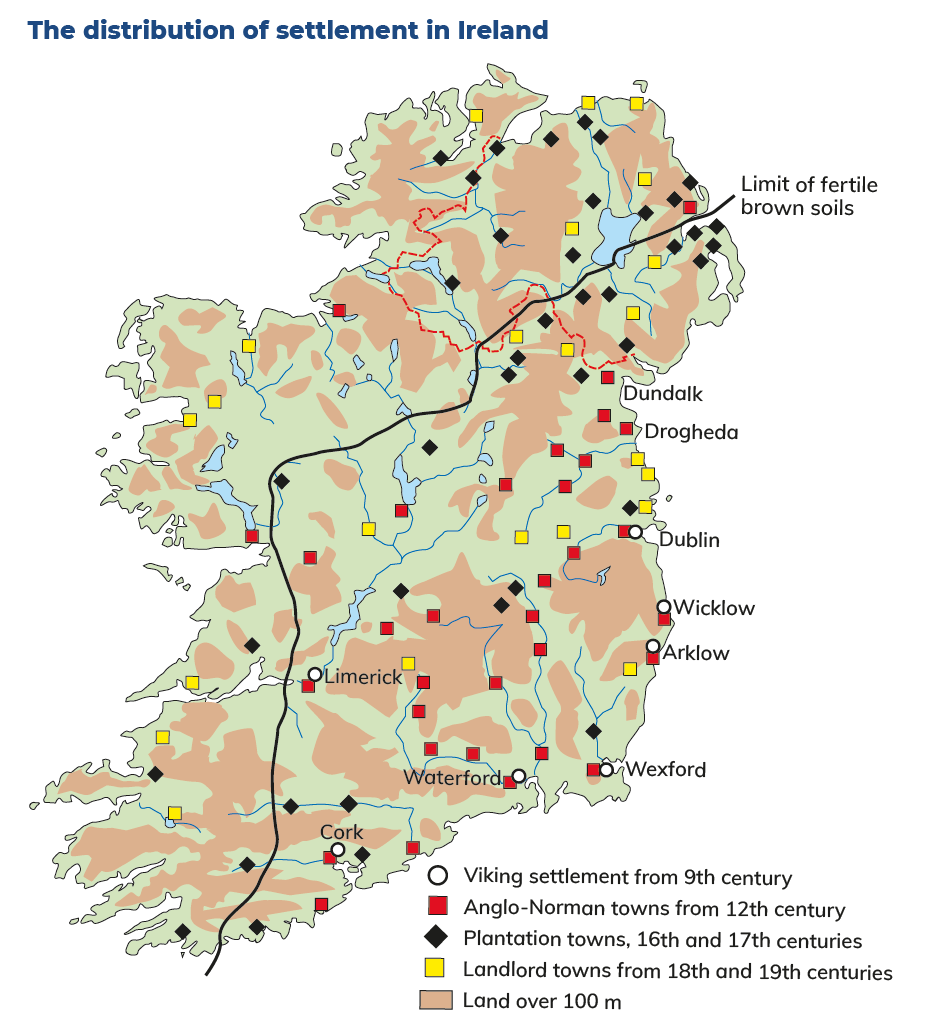 The distribution of settlement in Ireland
Limit of fertile
brown soils
Dundalk
Drogheda
Dublin
Wicklow
Arklow
Limerick
Waterford
Wexford
Cork
Viking settlement from 9th century
Anglo-Norman towns from 12th century
Plantation towns, 16th and 17th centuries
Landlord towns from 18th and 19th centuries
Land over 100 m